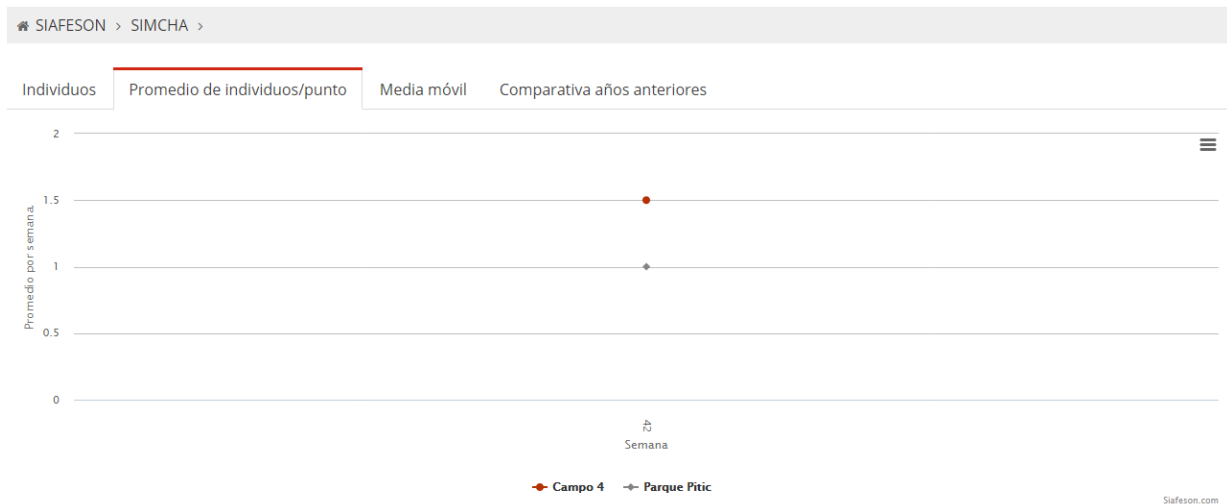 SIAFESON > SIMCHA >
Individuos Promedio de individuos/punto Media móvil Comparativa años anteriores
2
1.5
1
0.5
0
Promedio por semana.
42
Semana
Campo 4 Parque Pitic
Siafeson.com